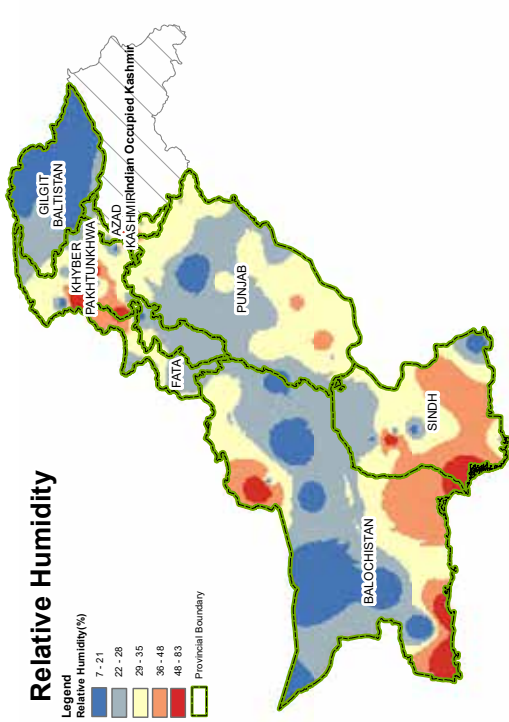 Relative Humidity
Legend
Relative Humidity(%)
7 - 21
22 - 28
29 - 35
36 - 48
48 - 83
Provincial Boundary
GILGIT
BALTISTAN
KHYBER
PAKHTUNKHWA
AZAD
KASHMIR
Indian Occupied Kashmir
FATA
PUNJAB
BALOCHISTAN
SINDH